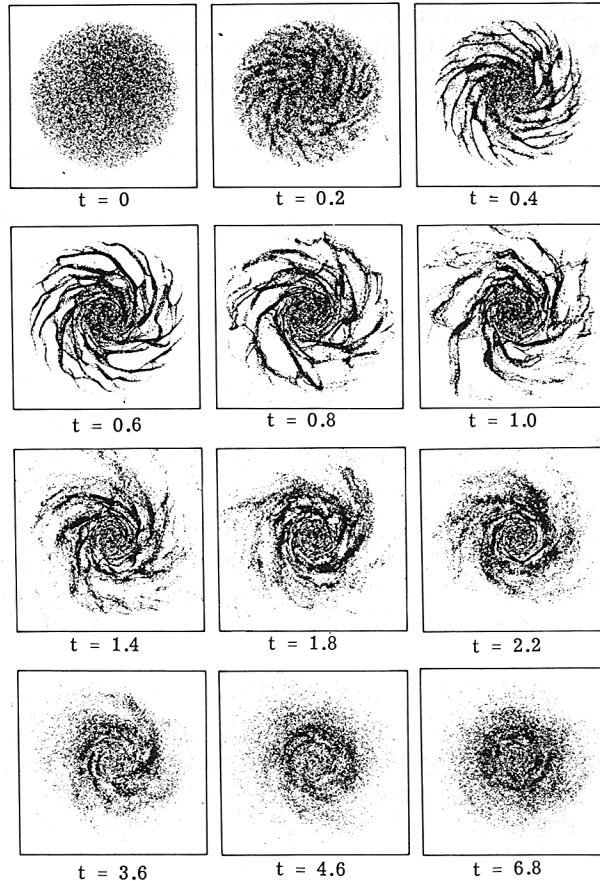 t = 0
t = 0.2
t = 0.4
t = 0.6
t = 0.8
t = 1.0
t = 1.4
t = 1.8
t = 2.2
t = 3.6
t = 4.6
t = 6.8